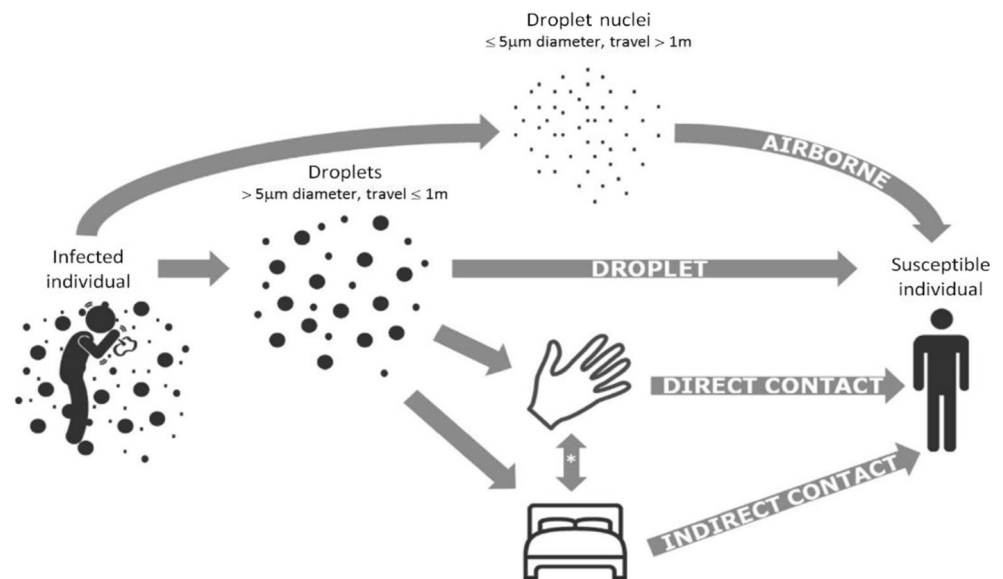 Droplet nuclei
≤ 5μm diameter, travel > 1m
AIRBORNE
Droplets
> 5μm diameter, travel ≤ 1m
Infected
individual
DROPLET
Susceptible
individual
DIRECT CONTACT
*
INDIRECT CONTACT